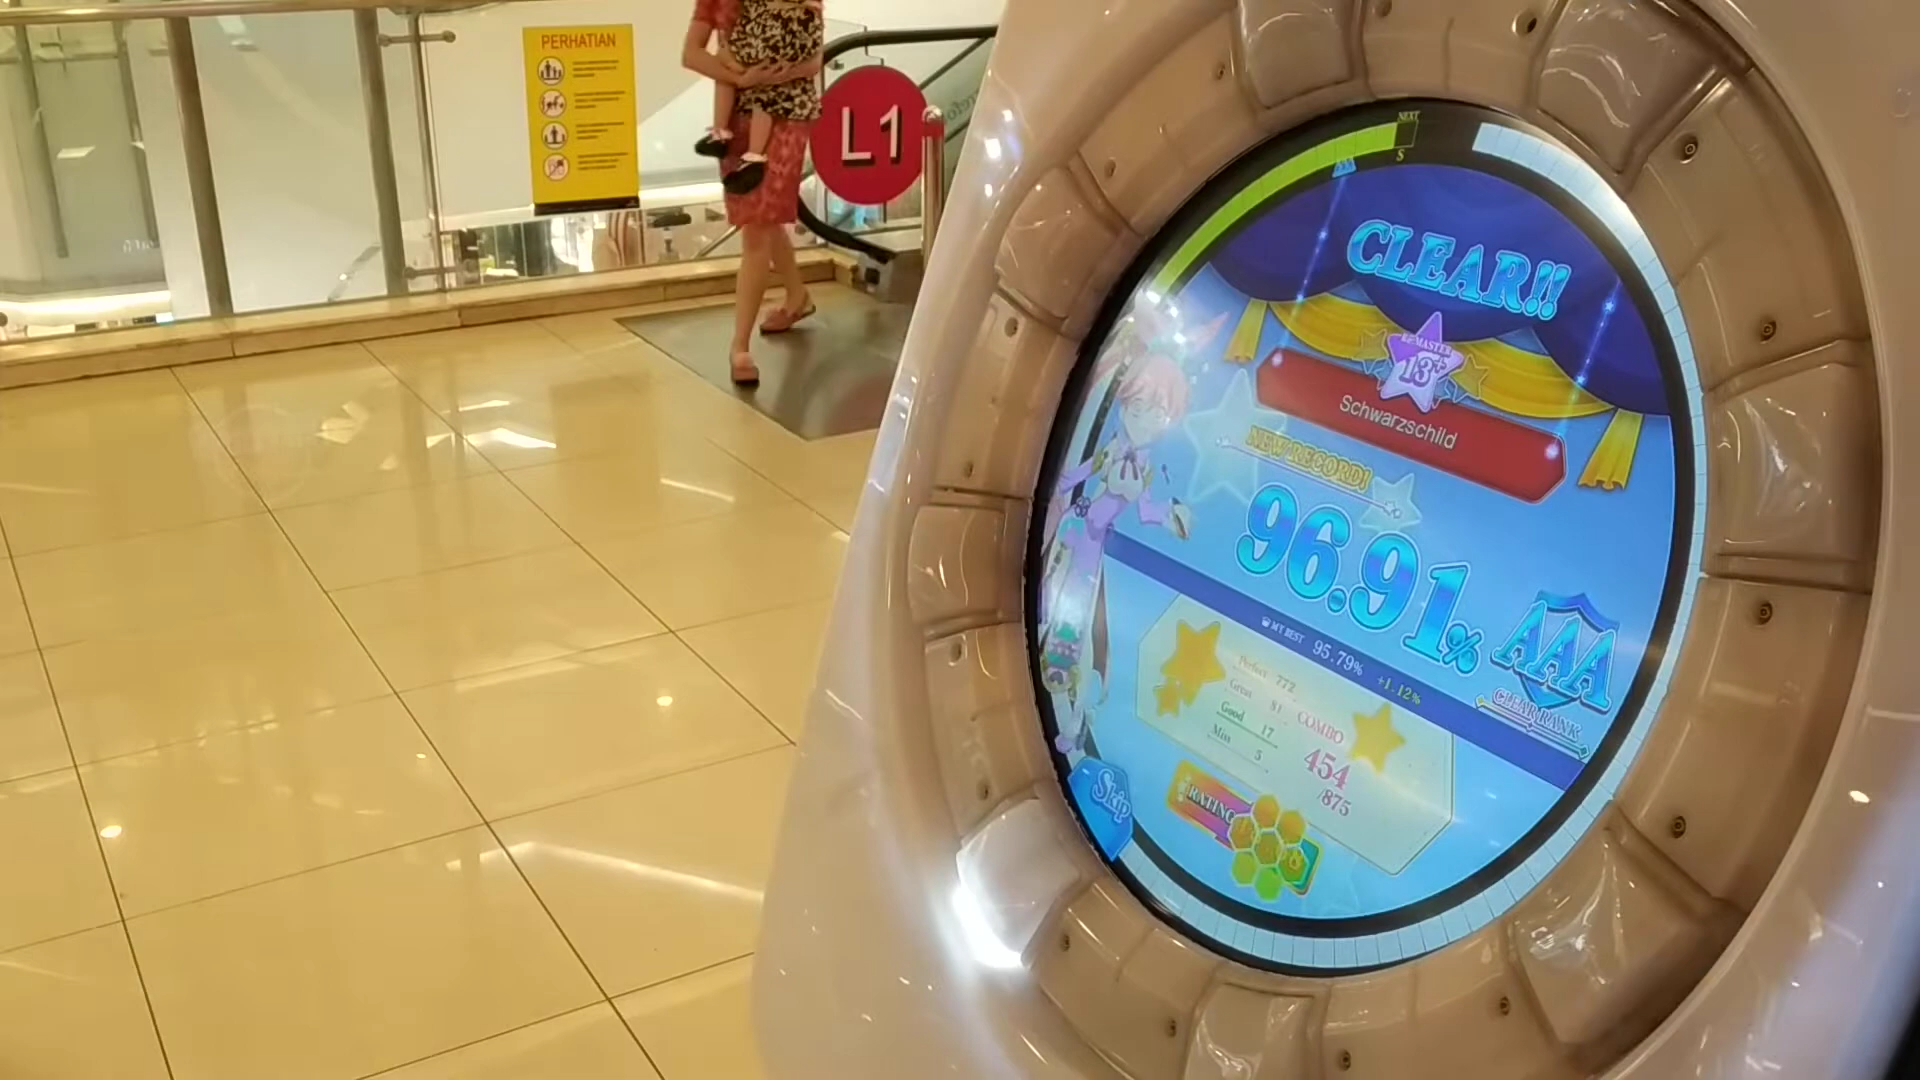 PERHATIAN
L1
NEXT
S
CLEAR!!
Re:MASTER
13+
Schwarzschild
NEW RECORD!
96.91%
AAA
CLEAR RANK
MY BEST 95.79% +1.12%
Perfect 772
Great 81
Good 17
Miss 5
COMBO
454
/875
Skip
RATING